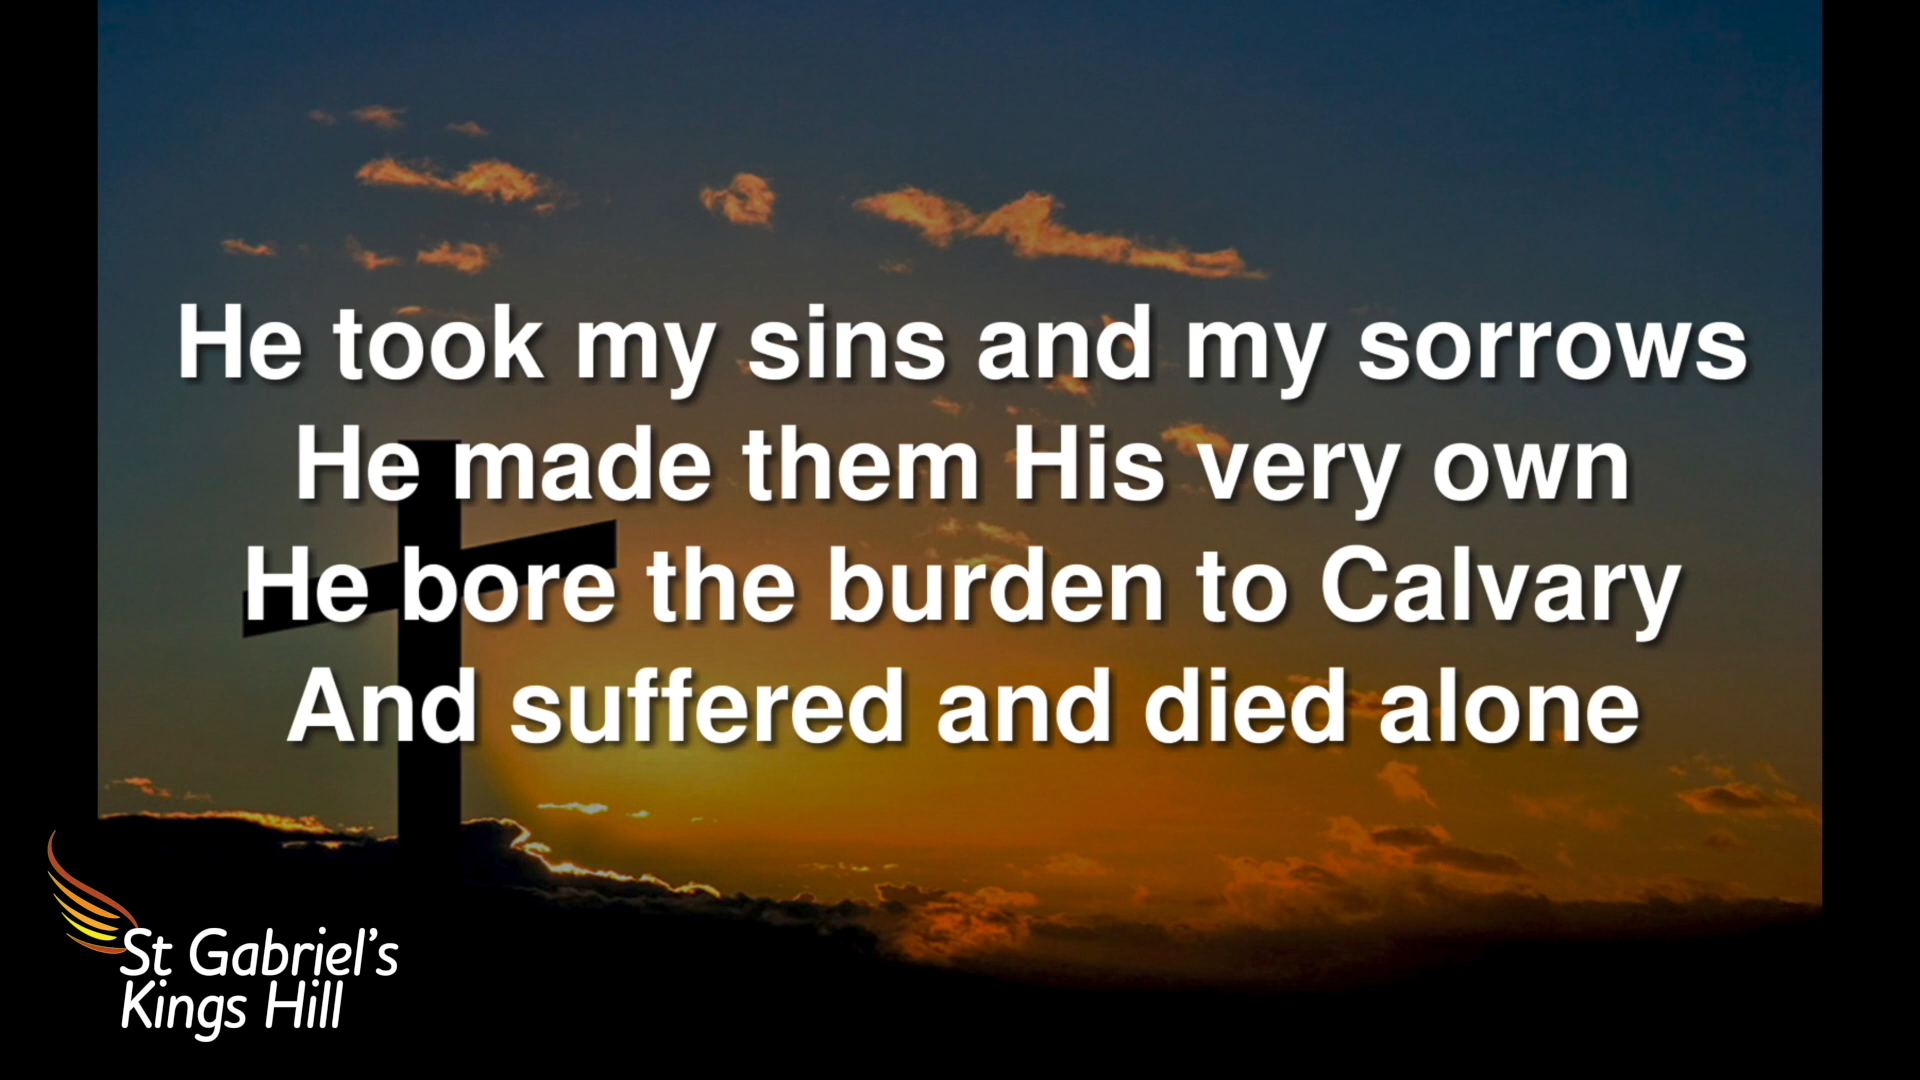 He took my sins and my sorrows
He made them His very own
He bore the burden to Calvary
And suffered and died alone
St Gabriel's
Kings Hill